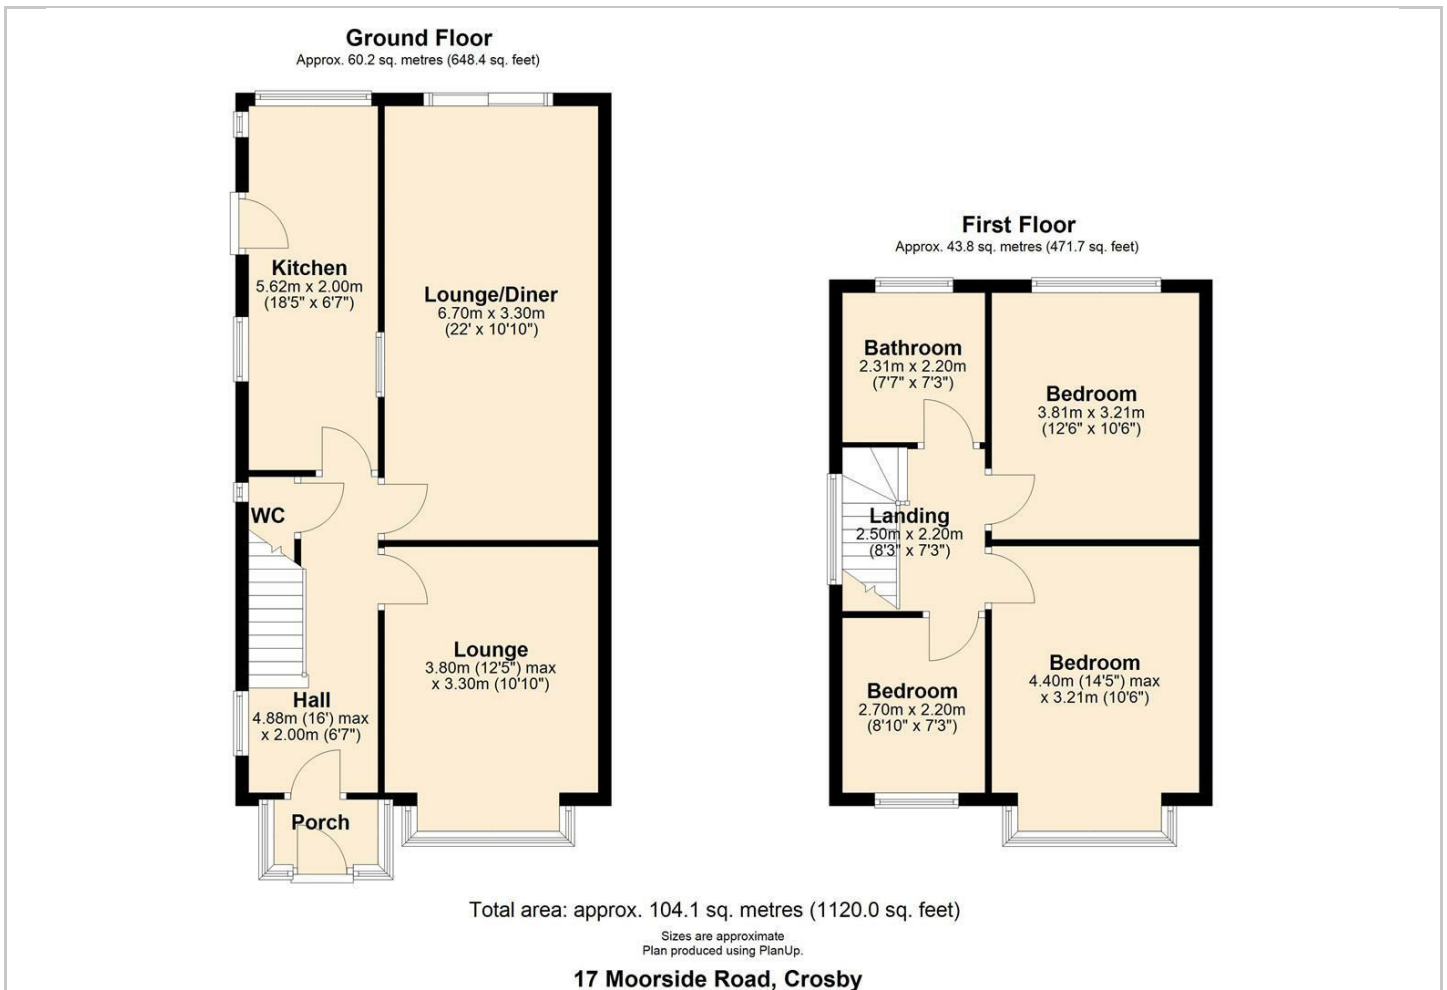 Ground Floor
Approx. 60.2 sq. metres (648.4 sq. feet)
Kitchen
5.62m x 2.00m
(18'5" x 6'7")
Lounge/Diner
6.70m x 3.30m
(22' x 10'10")
WC
Lounge
3.80m (12'5") max
x 3.30m (10'10")
Hall
4.88m (16') max
x 2.00m (6'7")
Porch
First Floor
Approx. 43.8 sq. metres (471.7 sq. feet)
Bathroom
2.31m x 2.20m
(7'7" x 7'3")
Bedroom
3.81m x 3.21m
(12'6" x 10'6")
Landing
2.50m x 2.20m
(8'3" x 7'3")
Bedroom
2.70m x 2.20m
(8'10" x 7'3")
Bedroom
4.40m (14'5") max
x 3.21m (10'6")
Total area: approx. 104.1 sq. metres (1120.0 sq. feet)
Sizes are approximate
Plan produced using PlanUp.
17 Moorside Road, Crosby